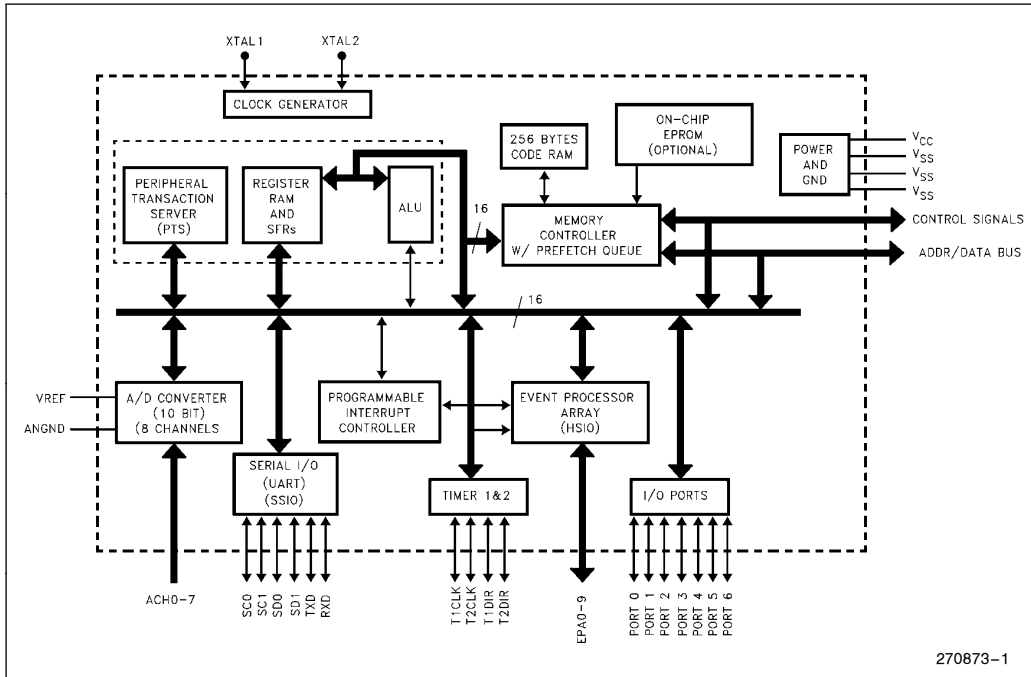 XTAL1
XTAL2
CLOCK GENERATOR
256 BYTES
CODE RAM
ON-CHIP
EPROM
(OPTIONAL)
POWER
AND
GND
VCC
VSS
VSS
VSS
PERIPHERAL
TRANSACTION
SERVER
(PTS)
REGISTER
RAM
AND
SFRs
ALU
16
MEMORY
CONTROLLER
W/ PREFETCH QUEUE
CONTROL SIGNALS
ADDR/DATA BUS
16
VREF
ANGND
A/D CONVERTER
(10 BIT)
(8 CHANNELS
PROGRAMMABLE
INTERRUPT
CONTROLLER
EVENT PROCESSOR
ARRAY
(HSIO)
SERIAL I/O
(UART)
(SSIO)
TIMER 1&2
I/O PORTS
ACH0-7
SC0
SC1
SD0
SD1
TXD
RXD
T1CLK
T2CLK
T1DIR
T2DIR
EPA0-9
PORT 0
PORT 1
PORT 2
PORT 3
PORT 4
PORT 5
PORT 6
270873-1